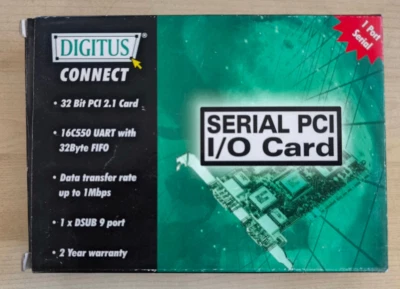 DIGITUS
CONNECT
• 32 Bit PCI 2.1 Card
• 16C550 UART with
32Byte FIFO
• Data transfer rate
up to 1Mbps
• 1 x DSUB 9 port
• 2 Year warranty
1 Port
Serial
SERIAL PCI
I/O Card